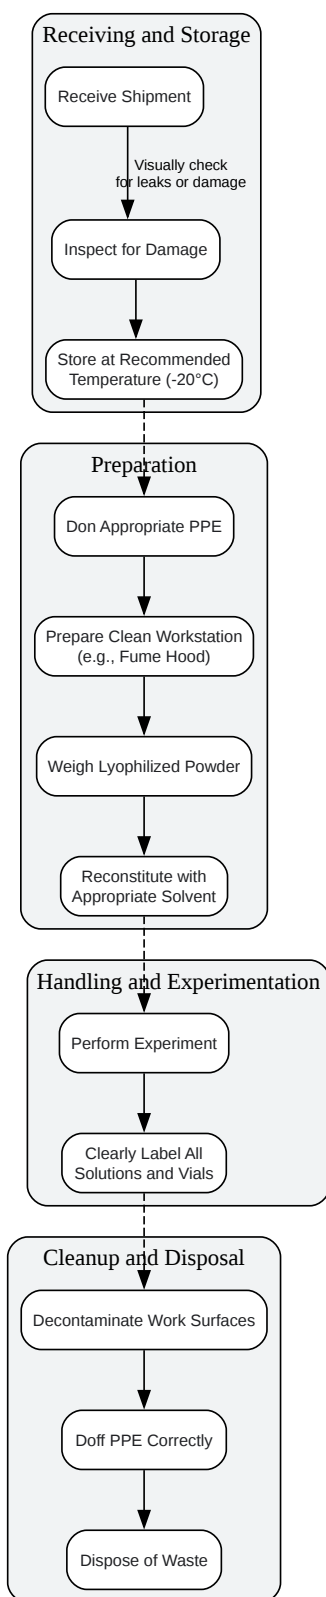 Receiving and Storage
Receive Shipment
Visually check
for leaks or damage
Inspect for Damage
Store at Recommended
Temperature (-20°C)
Preparation
Don Appropriate PPE
Prepare Clean Workstation
(e.g., Fume Hood)
Weigh Lyophilized Powder
Reconstitute with
Appropriate Solvent
Handling and Experimentation
Perform Experiment
Clearly Label All
Solutions and Vials
Cleanup and Disposal
Decontaminate Work Surfaces
Doff PPE Correctly
Dispose of Waste